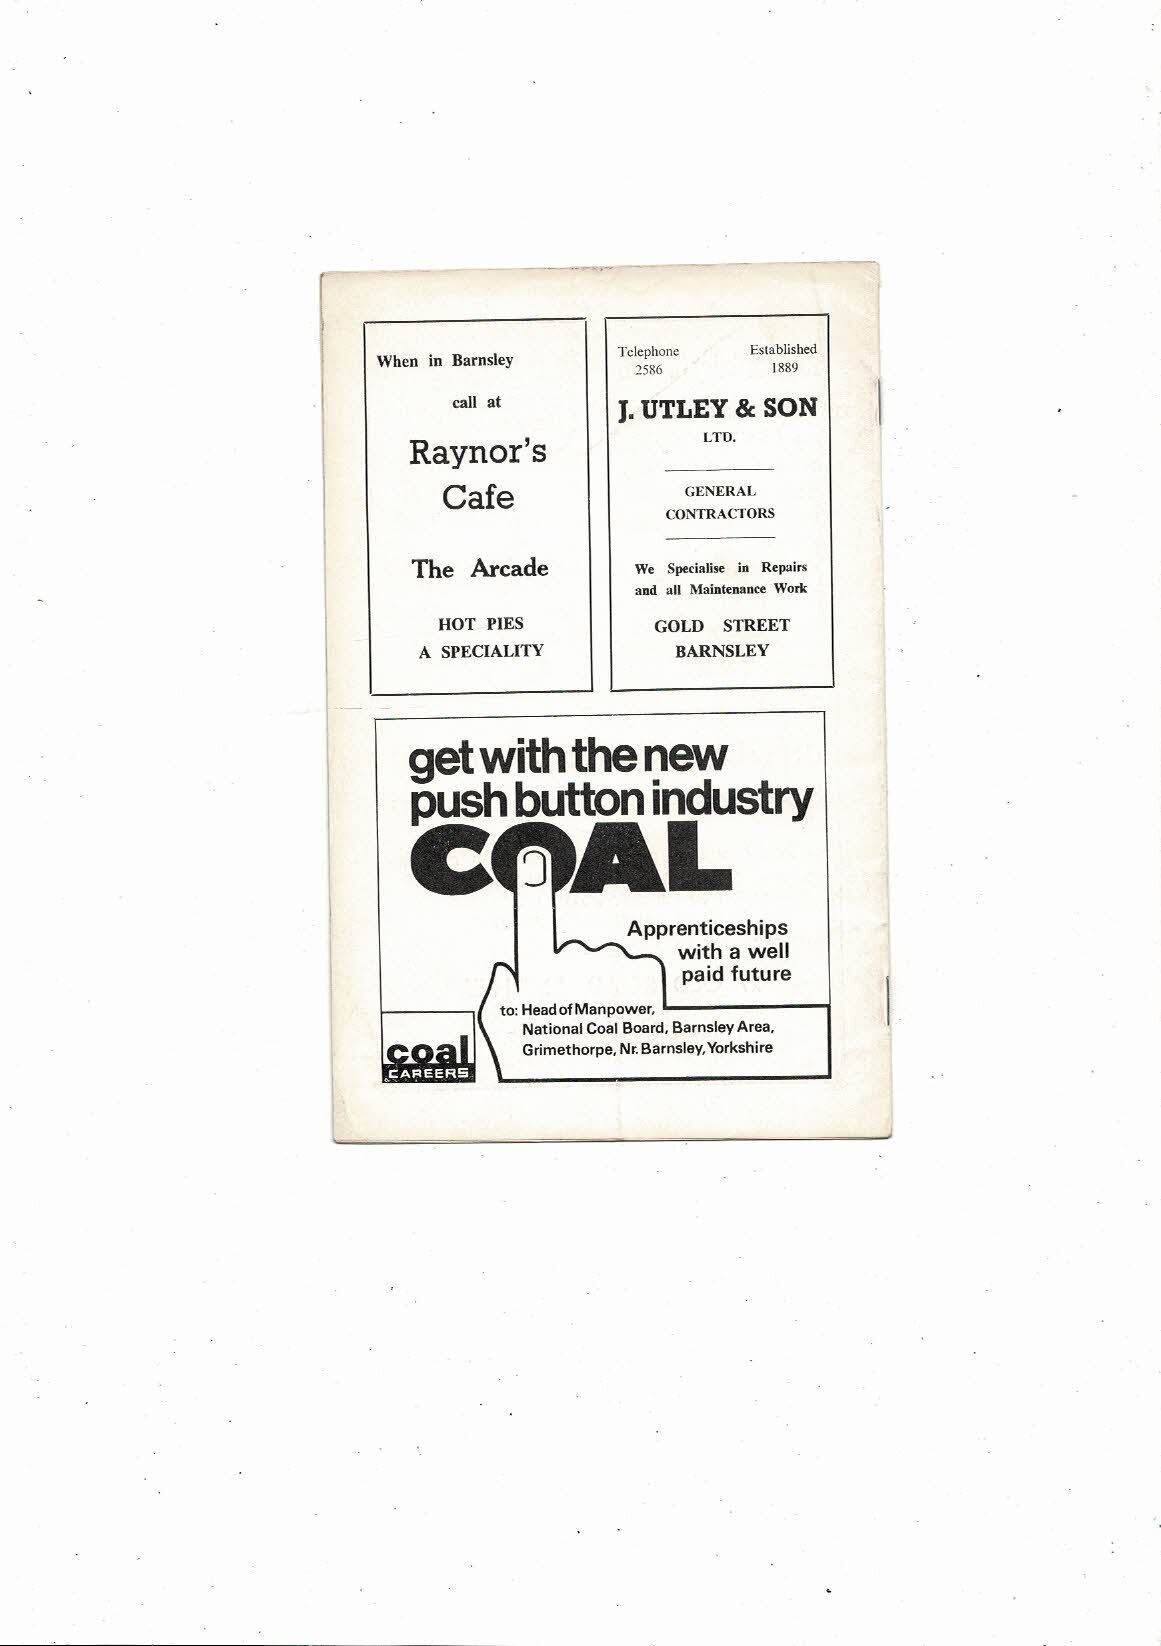 When in Barnsley
call at
Raynor's
Cafe
The Arcade
HOT PIES
A SPECIALITY
Telephone Established
2586 1889
J. UTLEY & SON
LTD.
GENERAL
CONTRACTORS
We Specialise in Repairs
and all Maintenance Work
GOLD STREET
BARNSLEY
get with the new
push button industry
COAL
Apprenticeships
with a well
paid future
to: Head of Manpower,
National Coal Board, Barnsley Area,
Grimethorpe, Nr. Barnsley, Yorkshire
coal
CAREERS